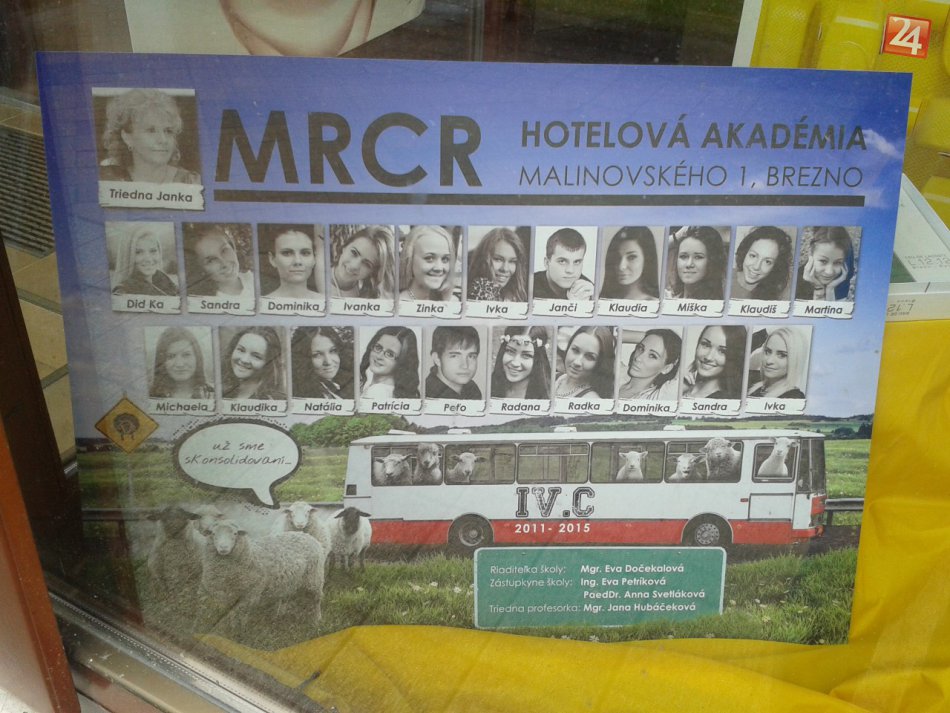 24
MRCR
HOTELOVÁ AKADÉMIA
MALINOVSKÉHO 1, BREZNO
Triedna Janka
Did Ka Sandra Dominika Ivanka Zinka Ivka Janči Klaudia Miška Klaudiš Martina
Michaela Klaudika Natália Patrícia Peťo Radana Radka Dominika Sandra Ivka
už sme
skonsolidovaní...
IV.C
2011- 2015
Riaditeľka školy: Mgr. Eva Dočekalová
Zástupkyne školy: Ing. Eva Petríková
PaedDr. Anna Svetláková
Triedna profesorka: Mgr. Jana Hubáčeková